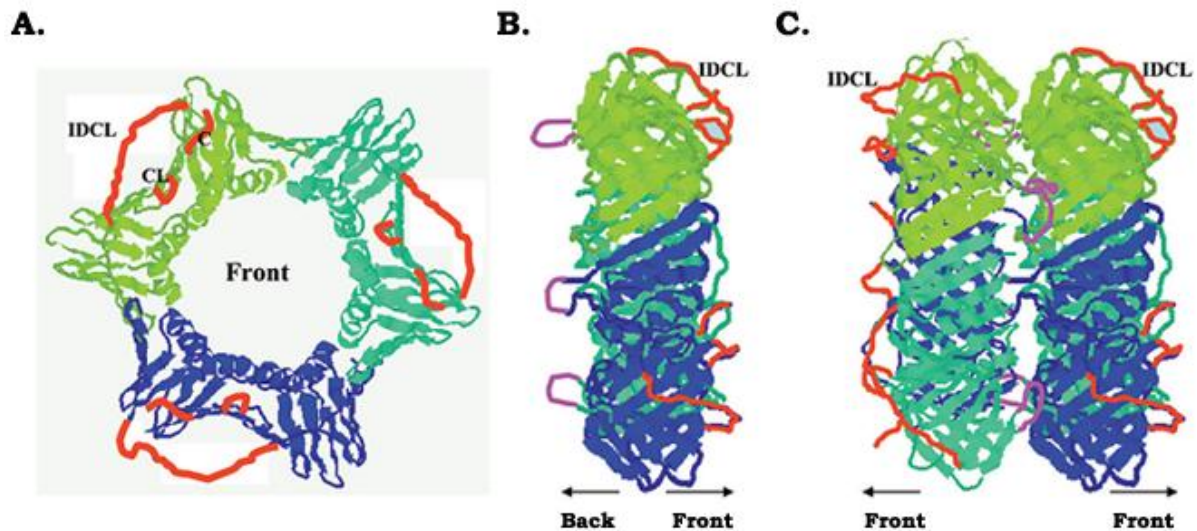 A.
IDCL
C
CL
Front
B.
IDCL
Back
Front
C.
IDCL
IDCL
Front
Front